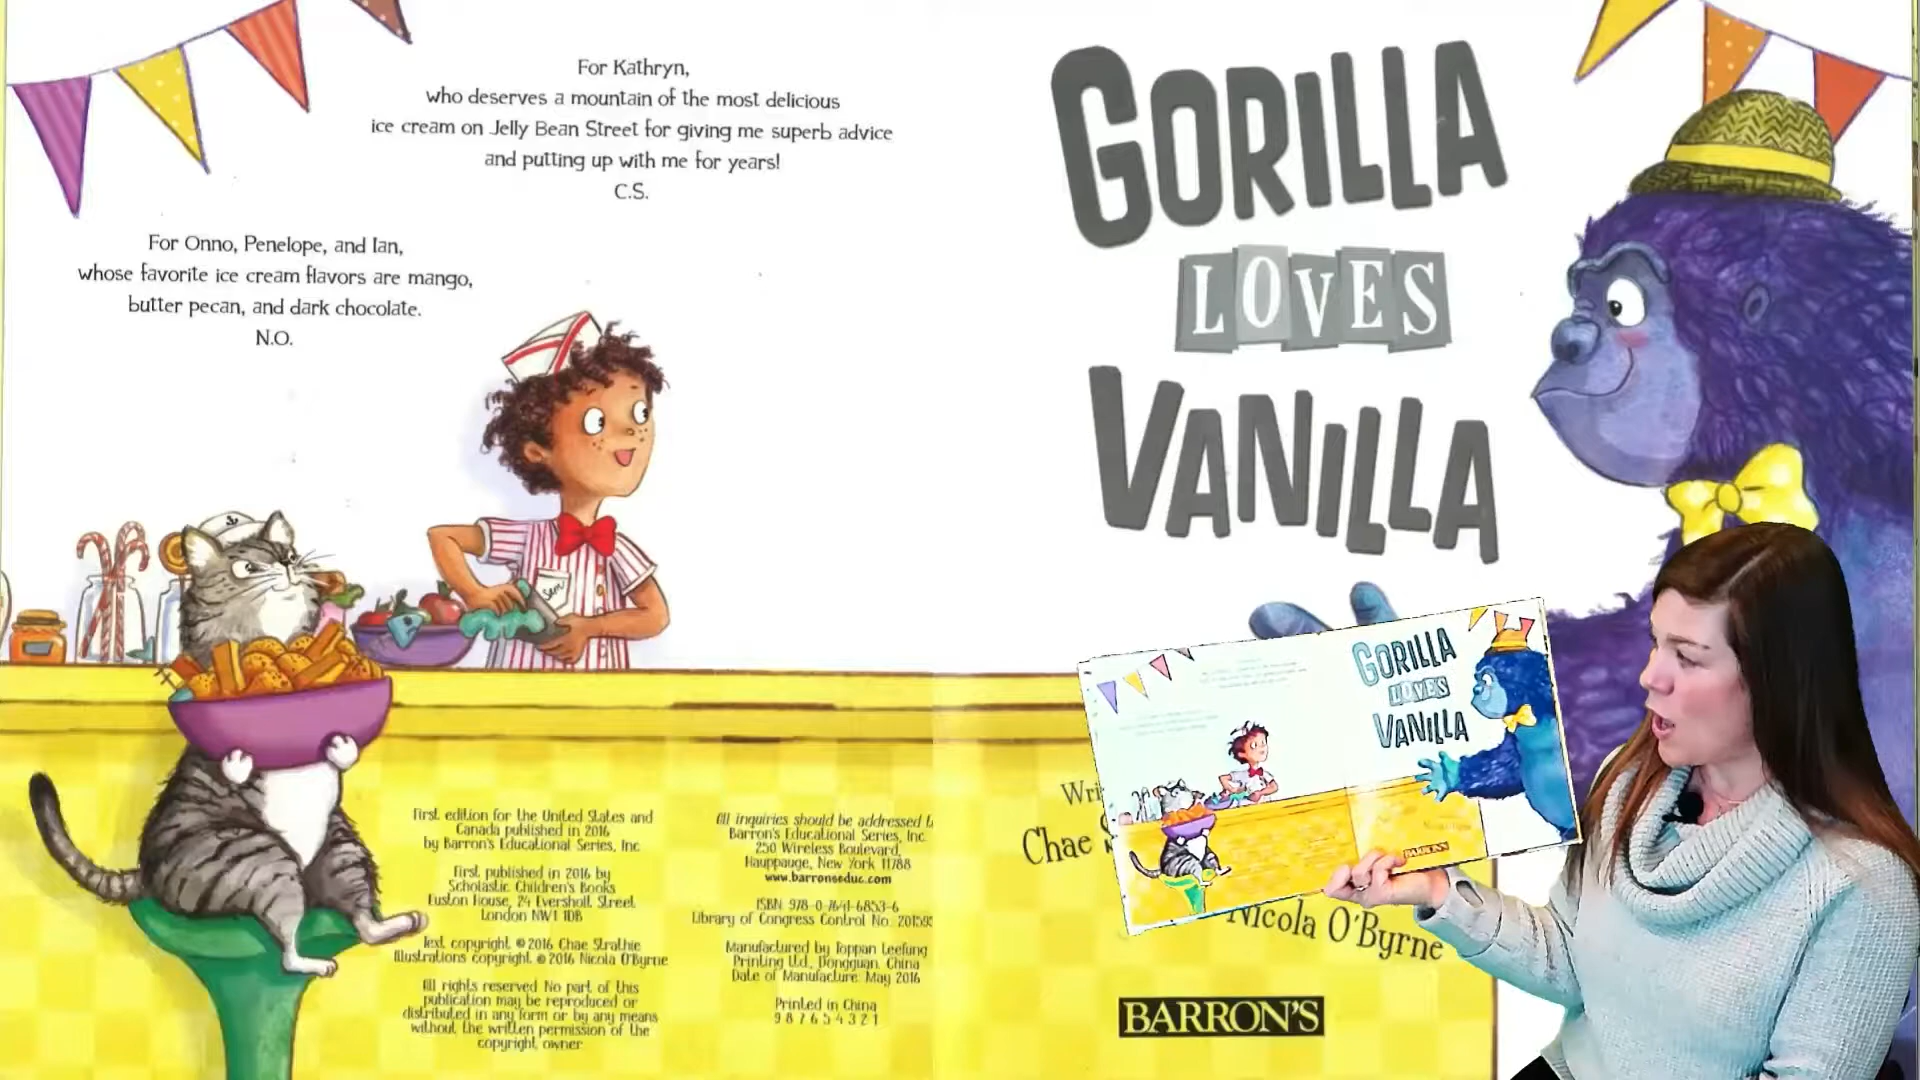 For Kathryn,
who deserves a mountain of the most delicious
ice cream on Jelly Bean Street for giving me superb advice
and putting up with me for years!
C.S.
For Onno, Penelope, and Ian,
whose favorite ice cream flavors are mango,
butter pecan, and dark chocolate.
N.O.
Sam
First edition for the United States and
Canada published in 2016
by Barron's Educational Series, Inc.
First published in 2016 by
Scholastic Children's Books
Euston House, 24 Eversholt Street
London NW1 1DB
Text copyright © 2016 Chae Strathie
Illustrations copyright © 2016 Nicola O'Byrne
All rights reserved. No part of this
publication may be reproduced or
distributed in any form or by any means
without the written permission of the
copyright owner.
All inquiries should be addressed
Barron's Educational Series, Inc.
250 Wireless Boulevard,
Hauppauge, New York 11788
www.barronseduc.com
ISBN 978-0-7641-6853-6
Library of Congress Control No.
Manufactured by Toppan Leefung
Printing Ltd., Dongguan, China
Date of Manufacture: May 2016
Printed in China
9 8 7 6 5 4 3 2 1
GORILLA
LOVES
VANILLA
Chae
Nicola O'Byrne
BARRON'S
GORILLA
LOVES
VANILLA
BARRON'S